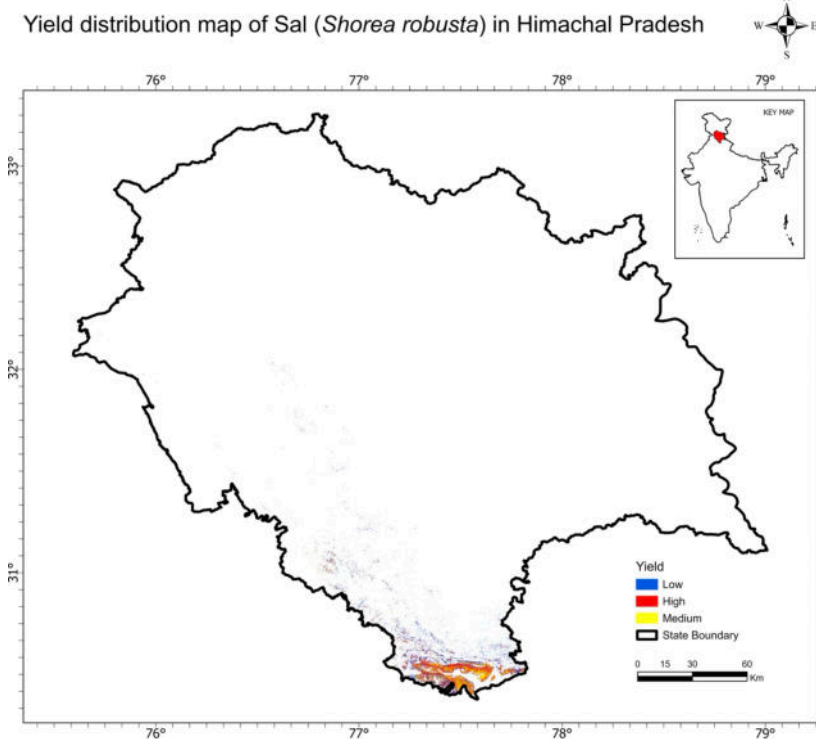 Yield distribution map of Sal (Shorea robusta) in Himachal Pradesh
W E
S
76° 77° 78° 79°
KEY MAP
33°
32°
31°
Yield
Low
High
Medium
State Boundary
0 15 30 60
Km
76° 77° 78° 79°